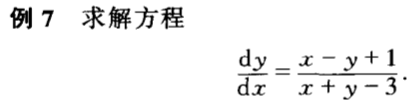 例 7 求解方程
dy/dx = (x − y + 1)/(x + y − 3).